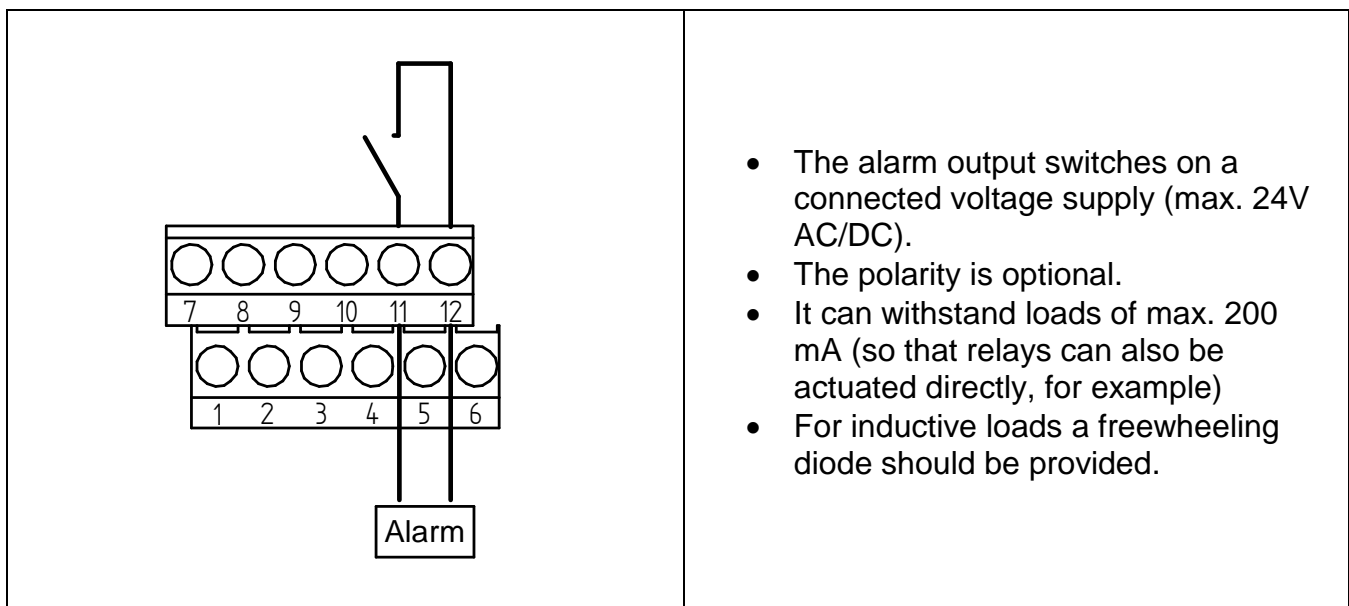 7 8 9 10 11 12
1 2 3 4 5 6
Alarm
• The alarm output switches on a
connected voltage supply (max. 24V
AC/DC).
• The polarity is optional.
• It can withstand loads of max. 200
mA (so that relays can also be
actuated directly, for example)
• For inductive loads a freewheeling
diode should be provided.